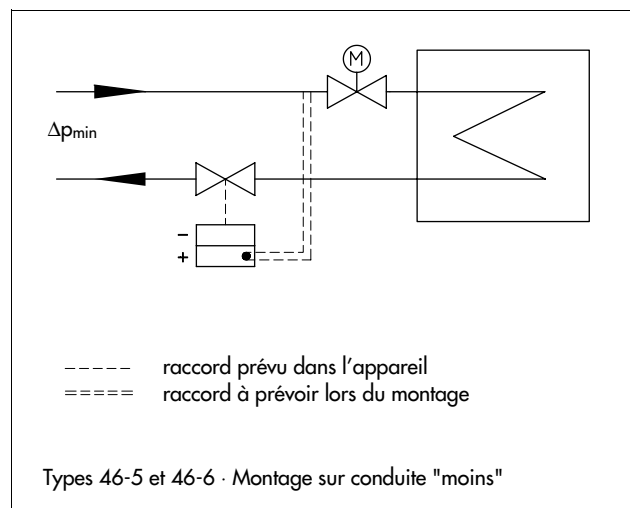 M
Δpmin
−
+
raccord prévu dans l'appareil
raccord à prévoir lors du montage
Types 46-5 et 46-6 · Montage sur conduite "moins"